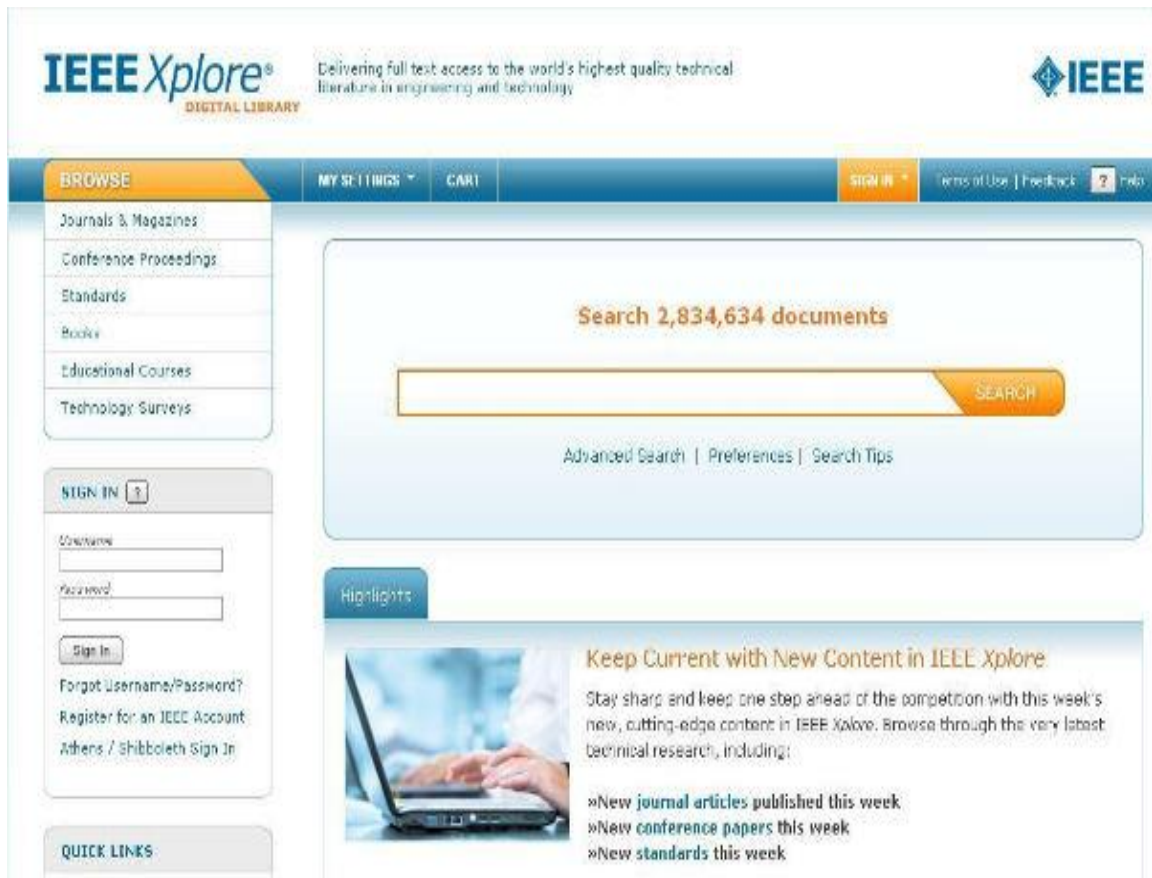 IEEE Xplore®
DIGITAL LIBRARY
Delivering full text access to the world's highest quality technical
literature in engineering and technology
IEEE
BROWSE
MY SETTINGS
CART
SIGN IN
Terms of Use | Feedback ? Help
Journals & Magazines
Conference Proceedings
Standards
Books
Educational Courses
Technology Surveys
Search 2,834,634 documents
SEARCH
Advanced Search | Preferences | Search Tips
SIGN IN ?
Username
Password
Sign In
Forgot Username/Password?
Register for an IEEE Account
Athens / Shibboleth Sign In
QUICK LINKS
Highlights
Keep Current with New Content in IEEE Xplore
Stay sharp and keep one step ahead of the competition with this week's
new, cutting-edge content in IEEE Xplore. Browse through the very latest
technical research, including:
»New journal articles published this week
»New conference papers this week
»New standards this week